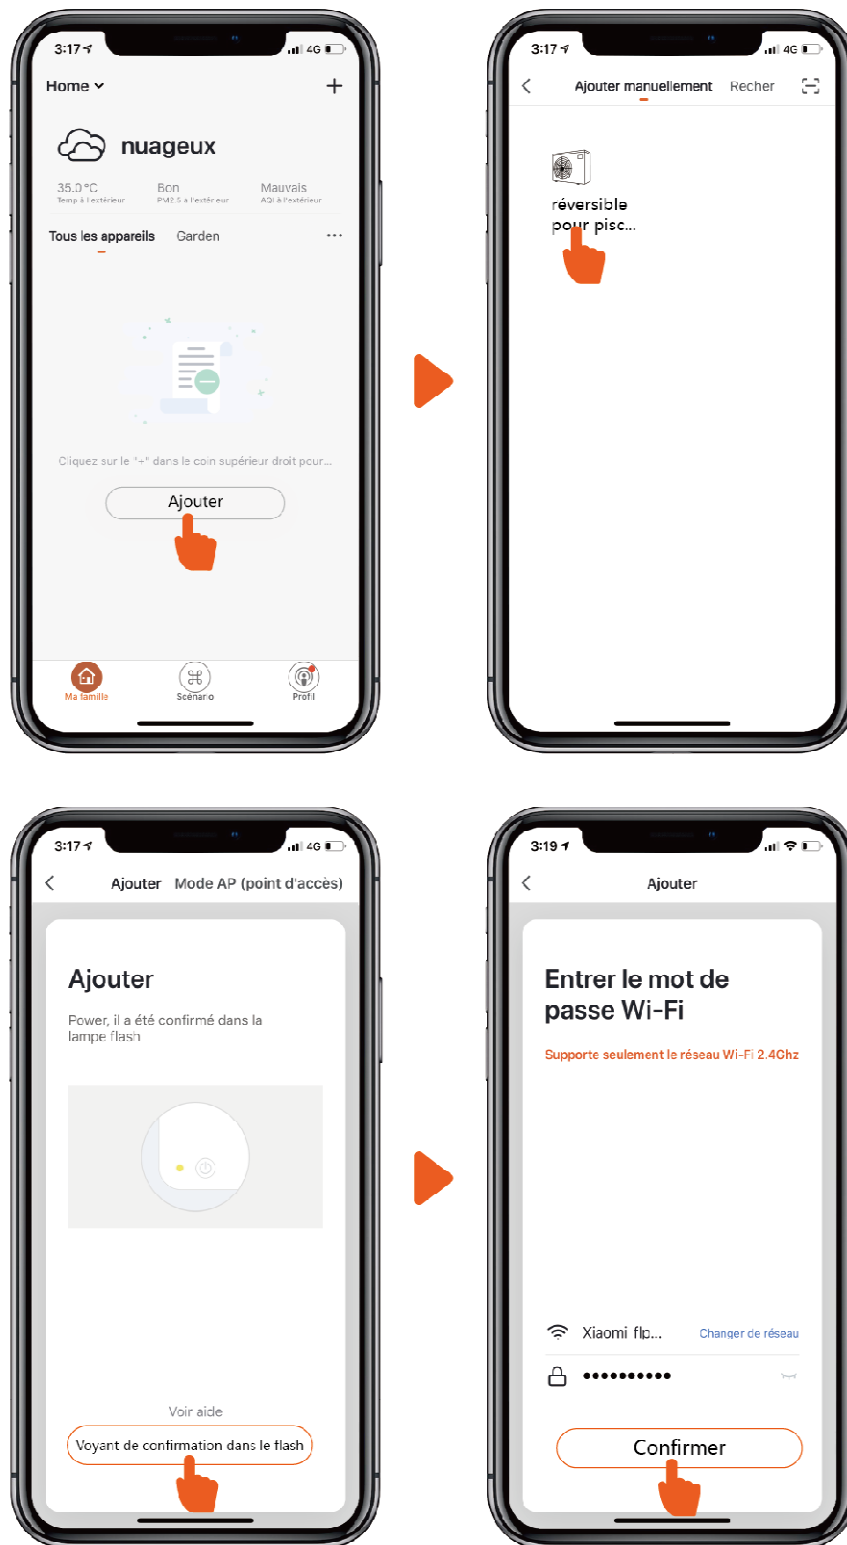 3:17
4G
Home
+
nuageux
35.0 °C
Bon
Mauvais
Temp à l'extérieur
PM2.5 à l'extérieur
AQI à l'extérieur
Tous les appareils
Garden
...
Cliquez sur le "+" dans le coin supérieur droit pour...
Ajouter
Ma famille
Scénario
Profil
3:17
4G
Ajouter manuellement
Recher
réversible
pour pisc...
3:17
4G
Ajouter
Mode AP (point d'accès)
Ajouter
Power, il a été confirmé dans la
lampe flash
Voir aide
Voyant de confirmation dans le flash
3:19
Ajouter
Entrer le mot de
passe Wi-Fi
Supporte seulement le réseau Wi-Fi 2.4Ghz
Xiaomi flp...
Changer de réseau
••••••••••
Confirmer